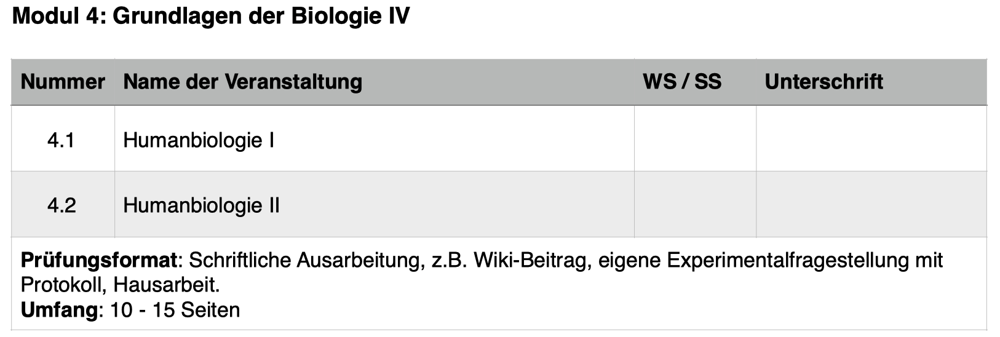 Modul 4: Grundlagen der Biologie IV
Nummer Name der Veranstaltung WS / SS Unterschrift
4.1 Humanbiologie I
4.2 Humanbiologie II
Prüfungsformat: Schriftliche Ausarbeitung, z.B. Wiki-Beitrag, eigene Experimentalfragestellung mit
Protokoll, Hausarbeit.
Umfang: 10 - 15 Seiten